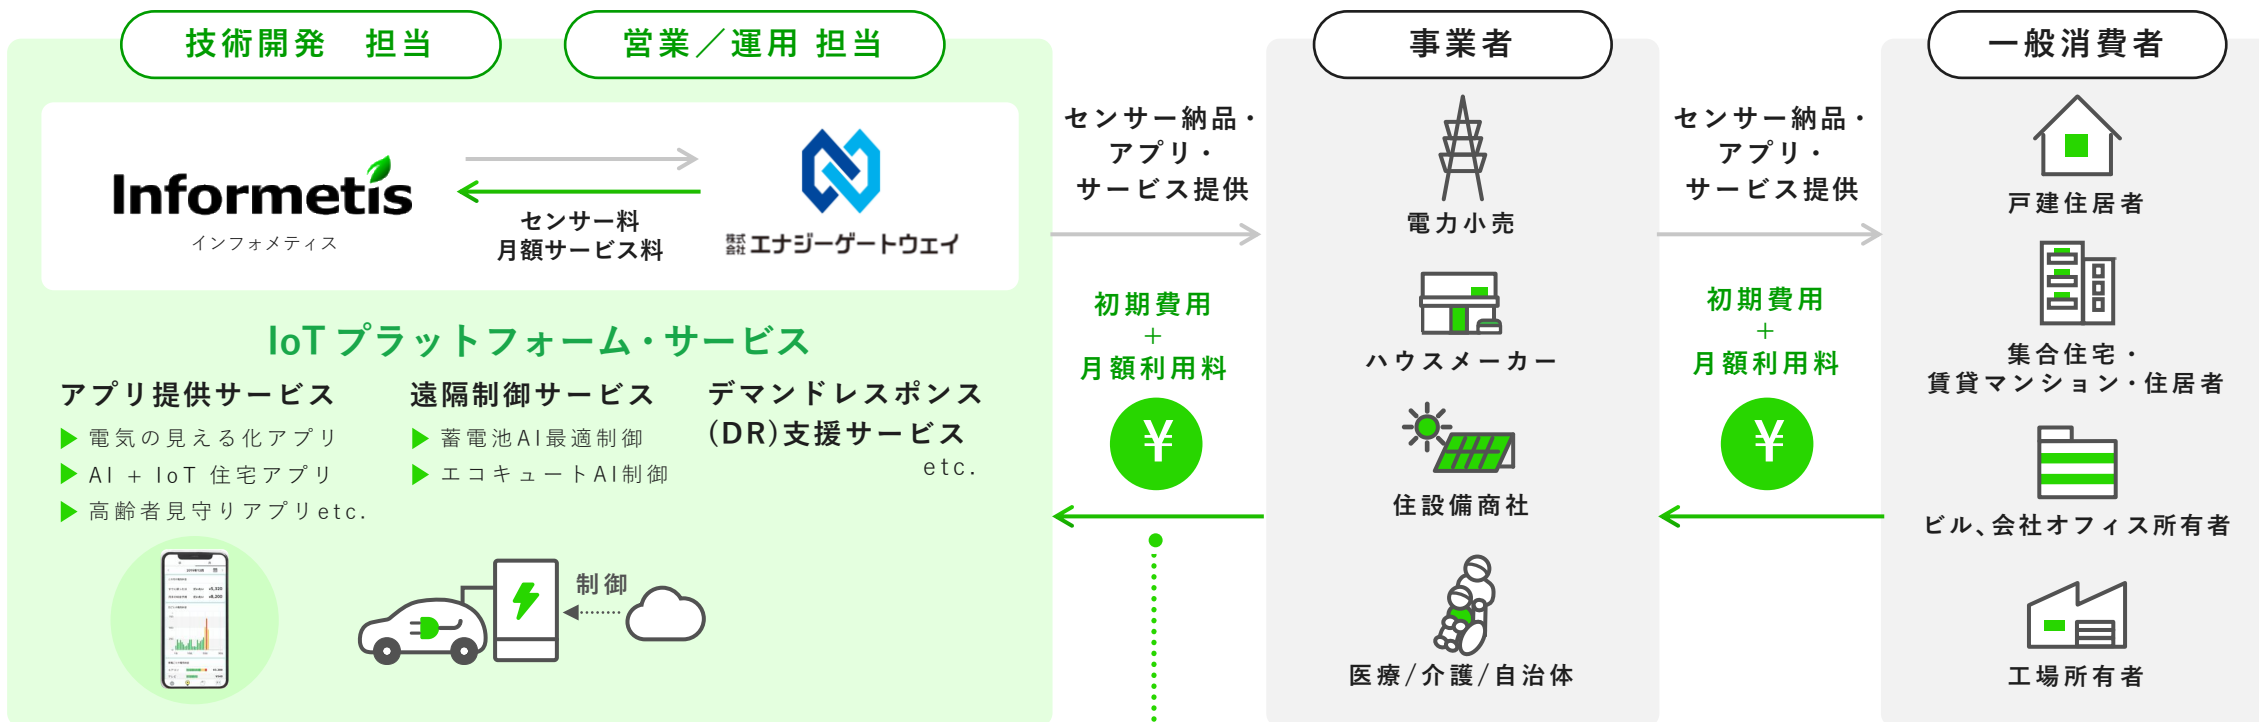 技術開発　担当
営業／運用 担当
事業者
一般消費者
Informetis
インフォメティス
センサー料
月額サービス料
株式会社 エナジーゲートウェイ
IoT プラットフォーム・サービス
アプリ提供サービス
▶ 電気の見える化アプリ
▶ AI + IoT 住宅アプリ
▶ 高齢者見守りアプリetc.
遠隔制御サービス
▶ 蓄電池AI最適制御
▶ エコキュートAI制御
デマンドレスポンス
(DR)支援サービス
etc.
制御
センサー納品・
アプリ・
サービス提供
初期費用
+
月額利用料
¥
電力小売
ハウスメーカー
住設備商社
医療/介護/自治体
センサー納品・
アプリ・
サービス提供
初期費用
+
月額利用料
¥
戸建住居者
集合住宅・
賃貸マンション・住居者
ビル、会社オフィス所有者
工場所有者